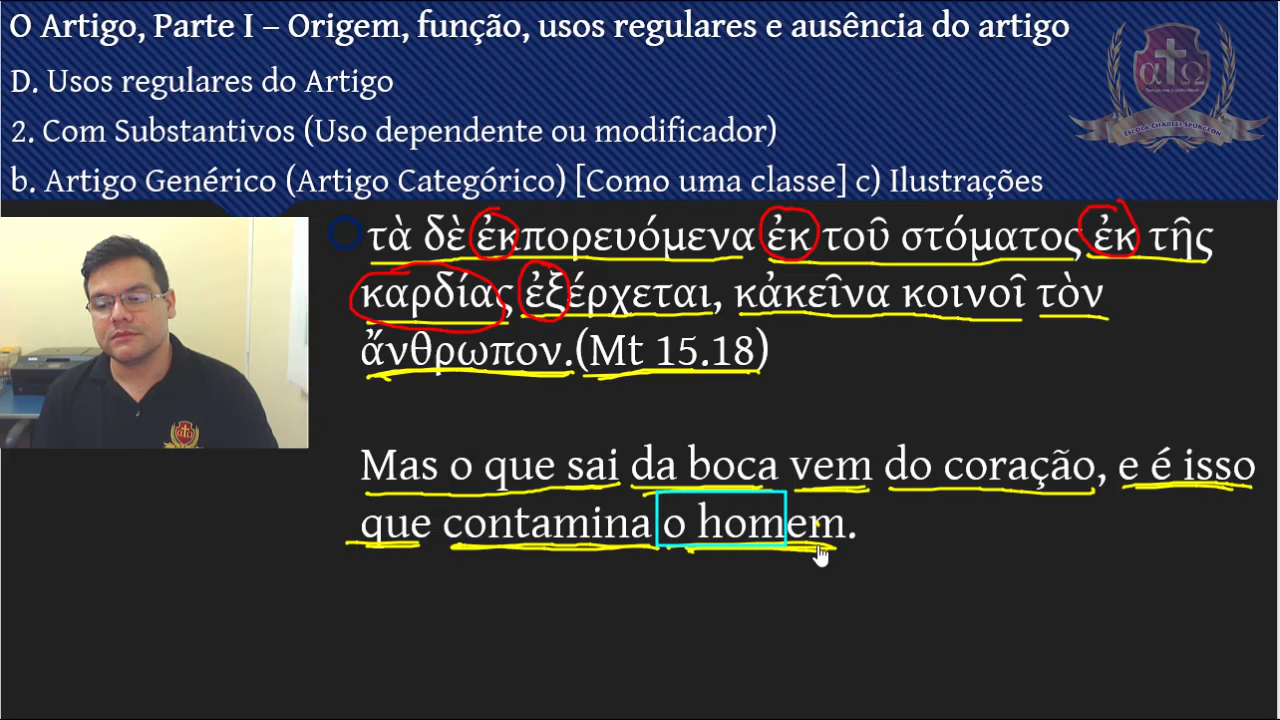 O Artigo, Parte I – Origem, função, usos regulares e ausência do artigo
D. Usos regulares do Artigo
2. Com Substantivos (Uso dependente ou modificador)
b. Artigo Genérico (Artigo Categórico) [Como uma classe] c) Ilustrações
α Ω
ESCOLA CHARLES SPURGEON
τὰ δὲ ἐκπορευόμενα ἐκ τοῦ στόματος ἐκ τῆς
καρδίας ἐξέρχεται, κἀκεῖνα κοινοῖ τὸν
ἄνθρωπον.(Mt 15.18)
Mas o que sai da boca vem do coração, e é isso
que contamina o homem.